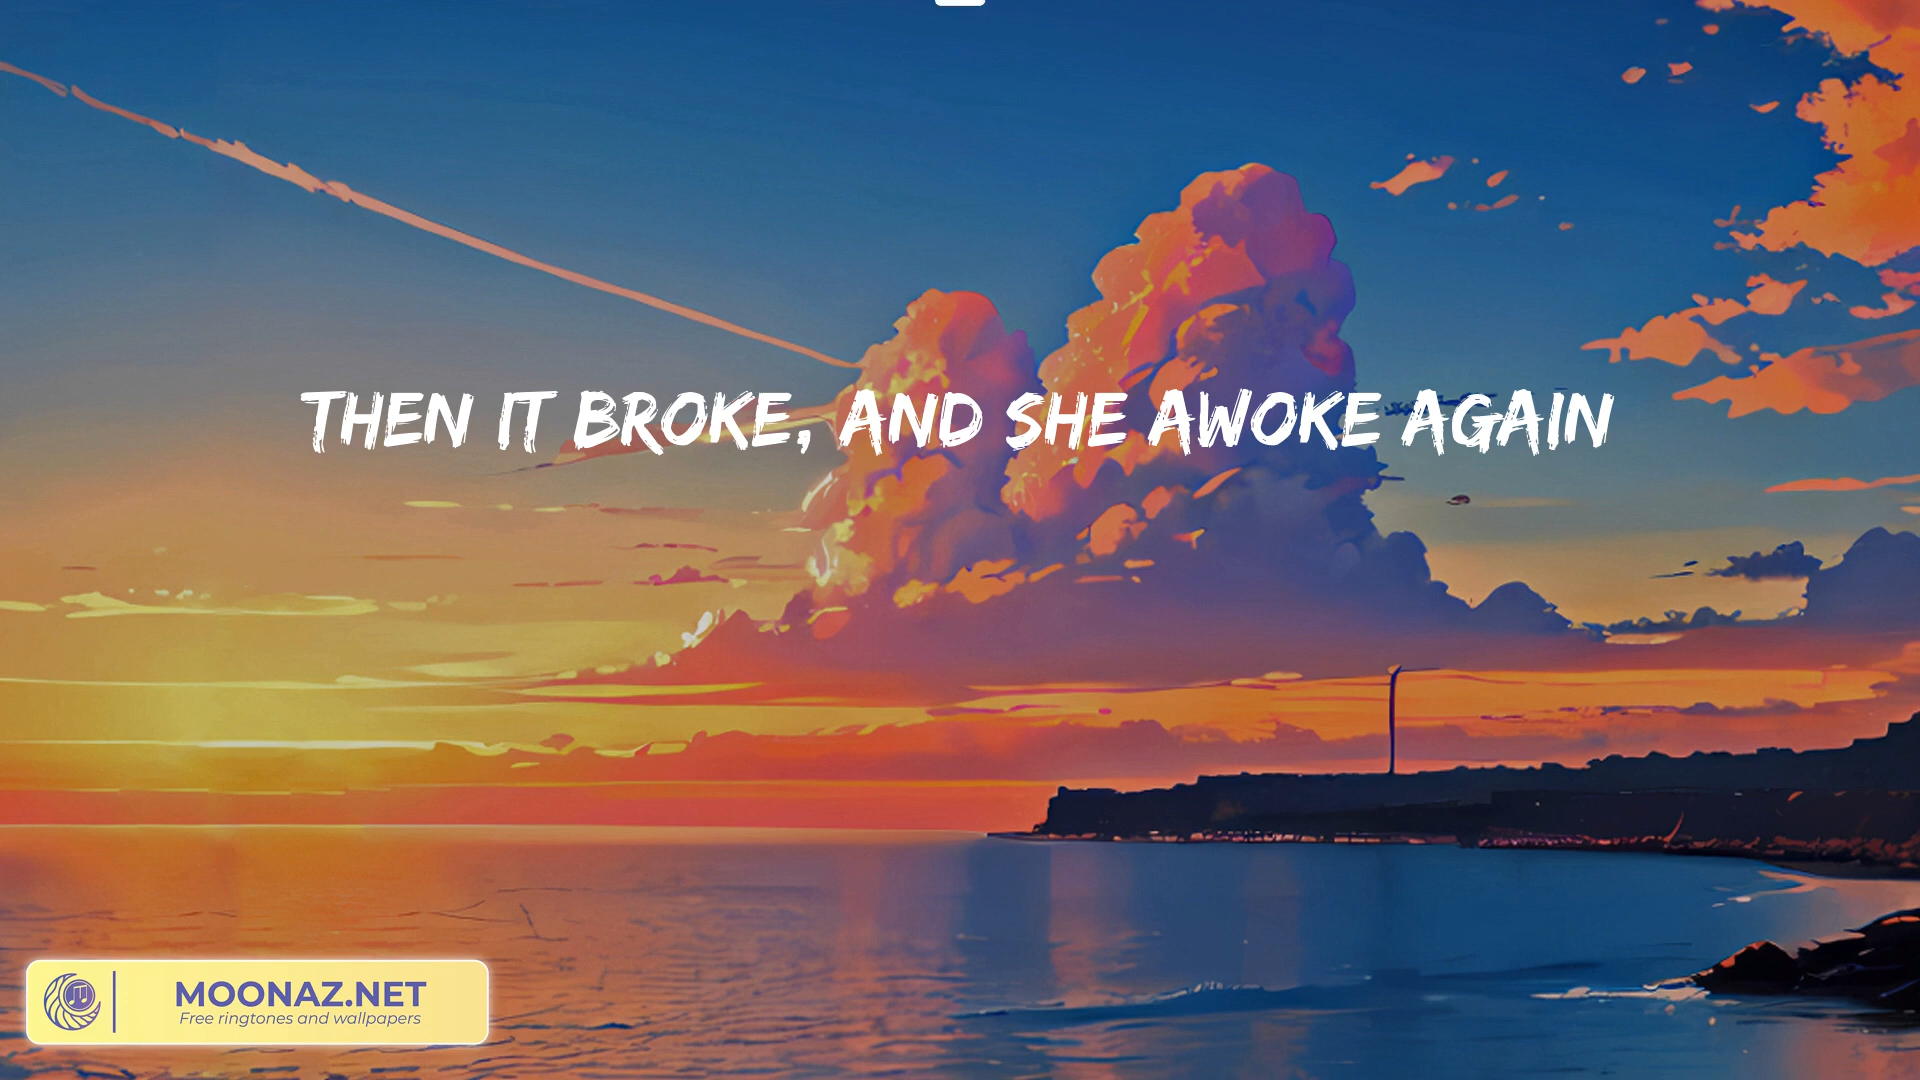 THEN IT BROKE, AND SHE AWOKE AGAIN
MOONAZ.NET
Free ringtones and wallpapers